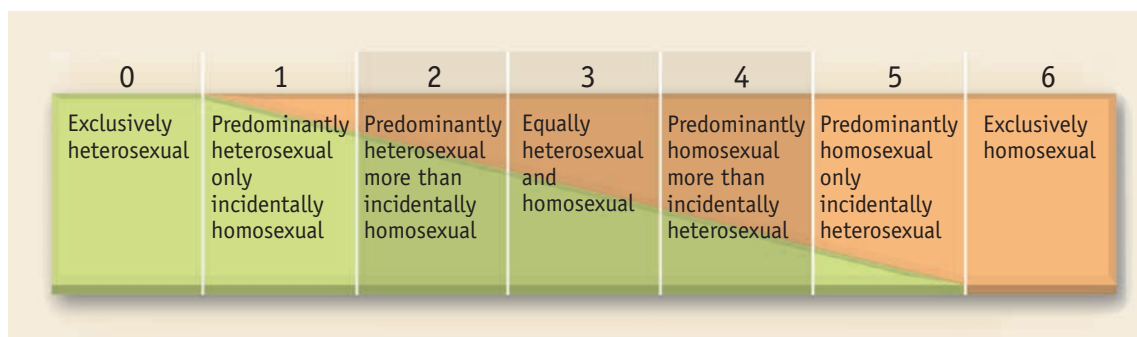 0
Exclusively
heterosexual
1
Predominantly
heterosexual
only
incidentally
homosexual
2
Predominantly
heterosexual
more than
incidentally
homosexual
3
Equally
heterosexual
and
homosexual
4
Predominantly
homosexual
more than
incidentally
heterosexual
5
Predominantly
homosexual
only
incidentally
heterosexual
6
Exclusively
homosexual